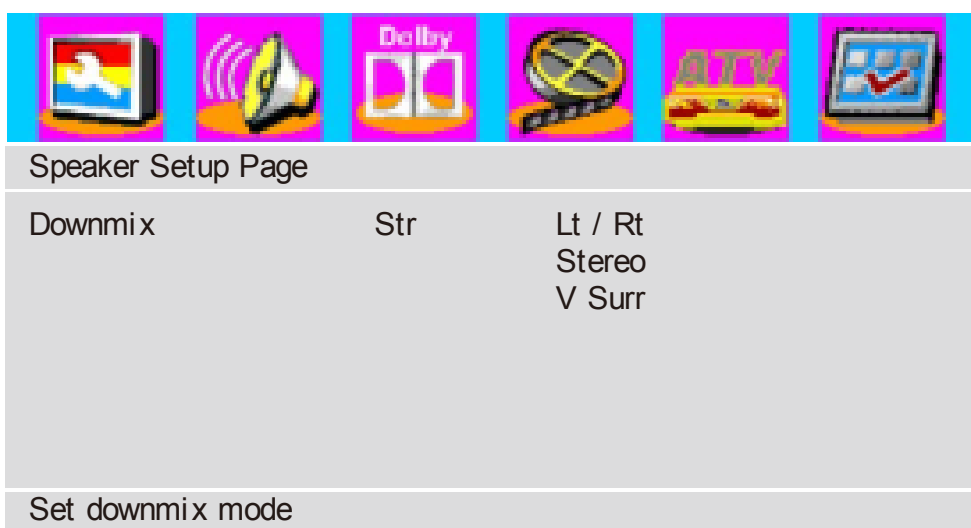 Dolby
ATV
Speaker Setup Page
Downmix Str Lt / Rt
Stereo
V Surr
Set downmix mode